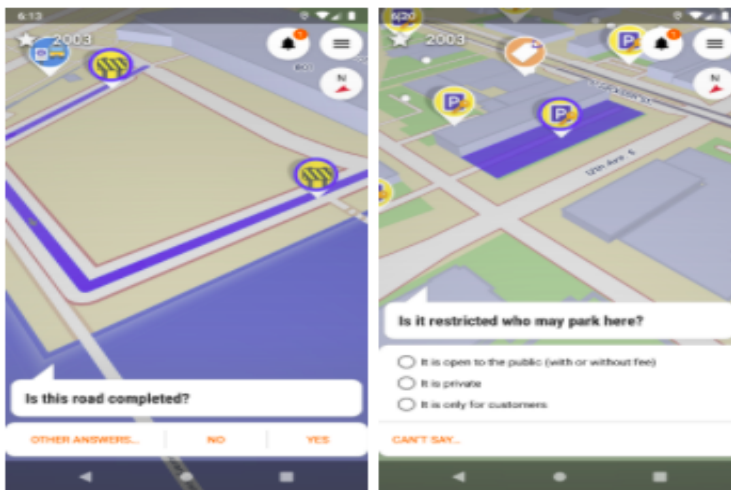 6:13
2003
N
Is this road completed?
OTHER ANSWERS...
NO
YES
6:20
2003
N
12th Ave. S
Is it restricted who may park here?
It is open to the public (with or without fee)
It is private
It is only for customers
CAN'T SAY...